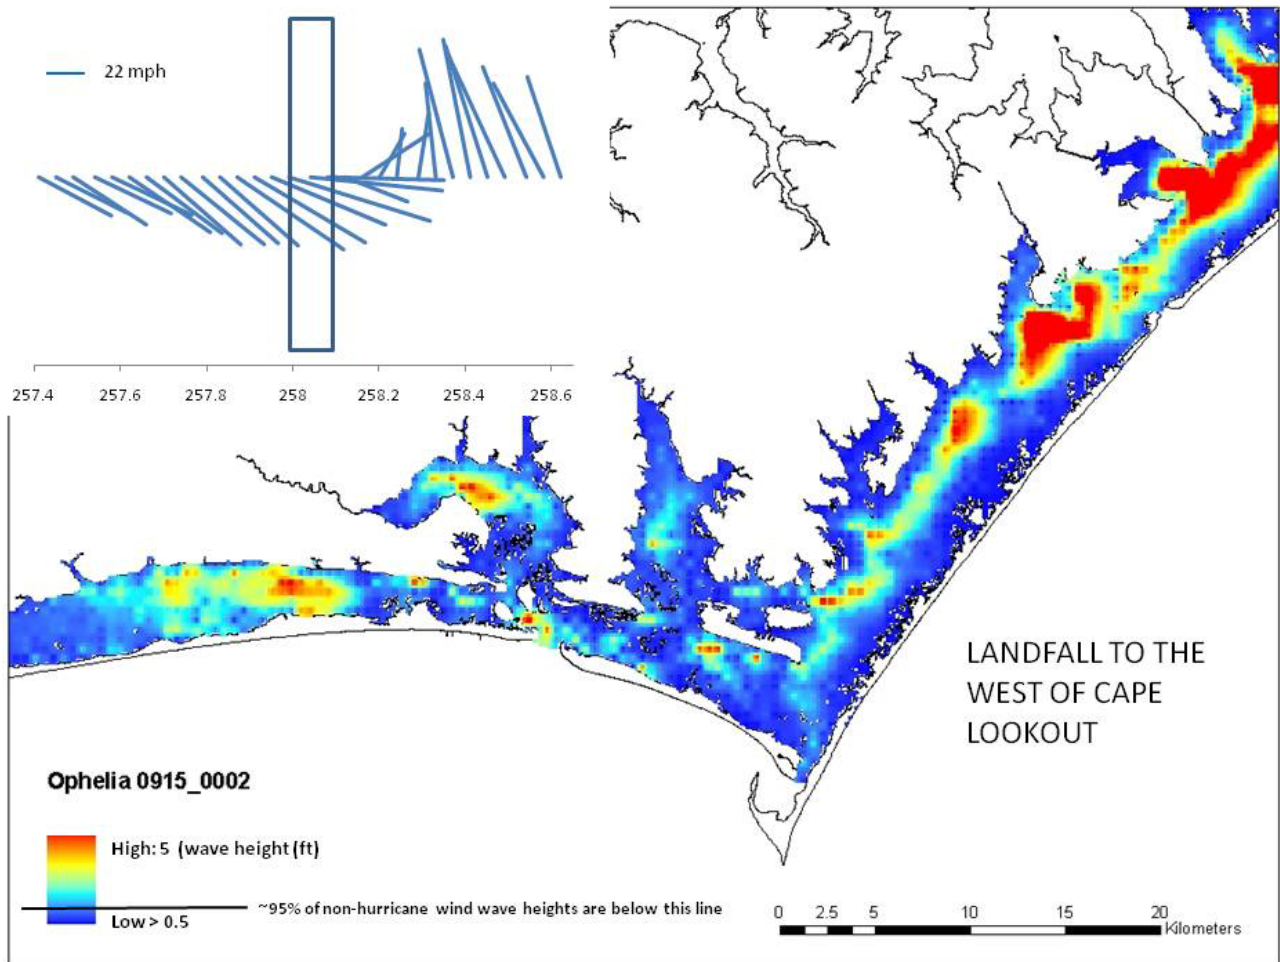 22 mph
257.4 257.6 257.8 258 258.2 258.4 258.6
LANDFALL TO THE
WEST OF CAPE
LOOKOUT
Ophelia 0915_0002
High: 5 (wave height (ft)
~95% of non-hurricane wind wave heights are below this line
Low > 0.5
0 2.5 5 10 15 20
Kilometers